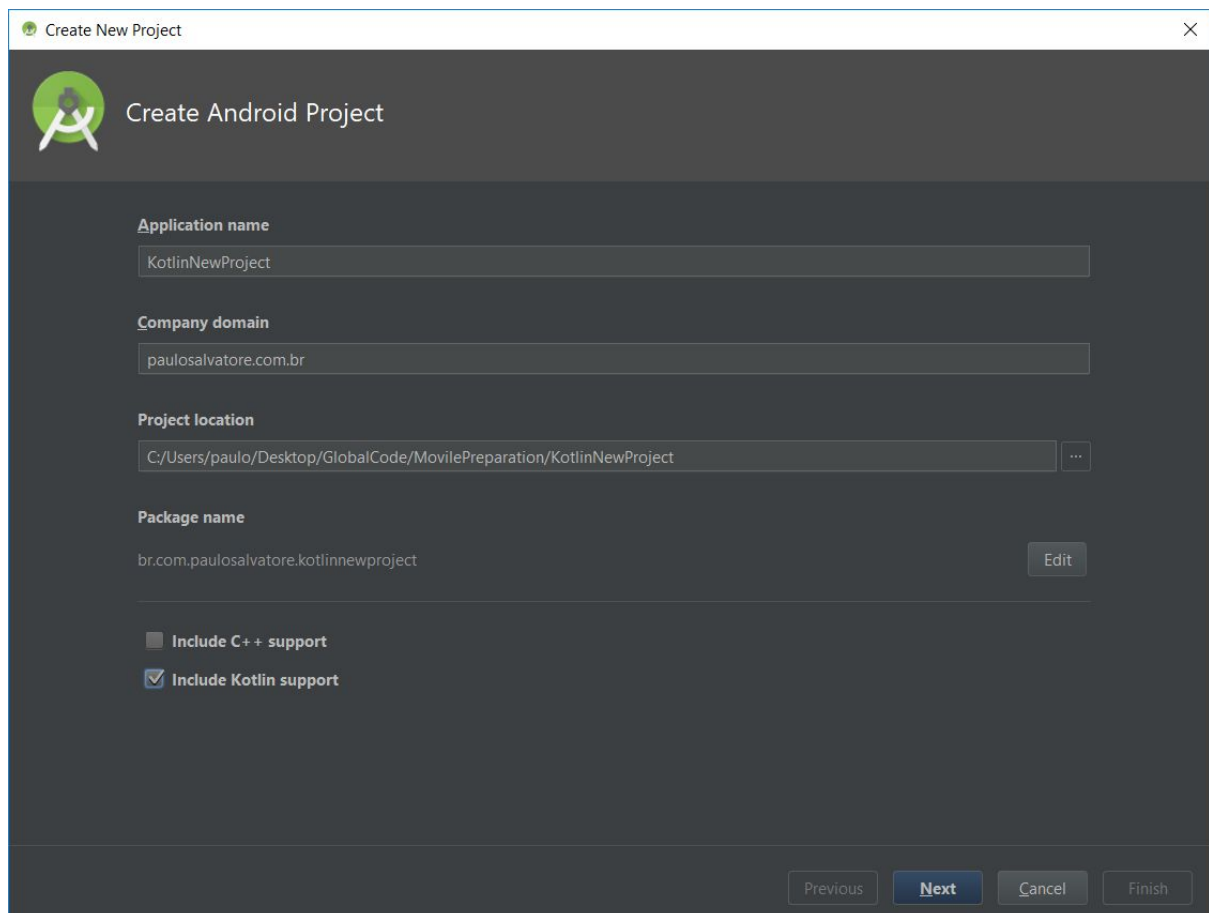 Create New Project
Create Android Project
Application name
KotlinNewProject
Company domain
paulosalvatore.com.br
Project location
C:/Users/paulo/Desktop/GlobalCode/MovilePreparation/KotlinNewProject
...
Package name
br.com.paulosalvatore.kotlinnewproject
Edit
Include C++ support
Include Kotlin support
Previous
Next
Cancel
Finish